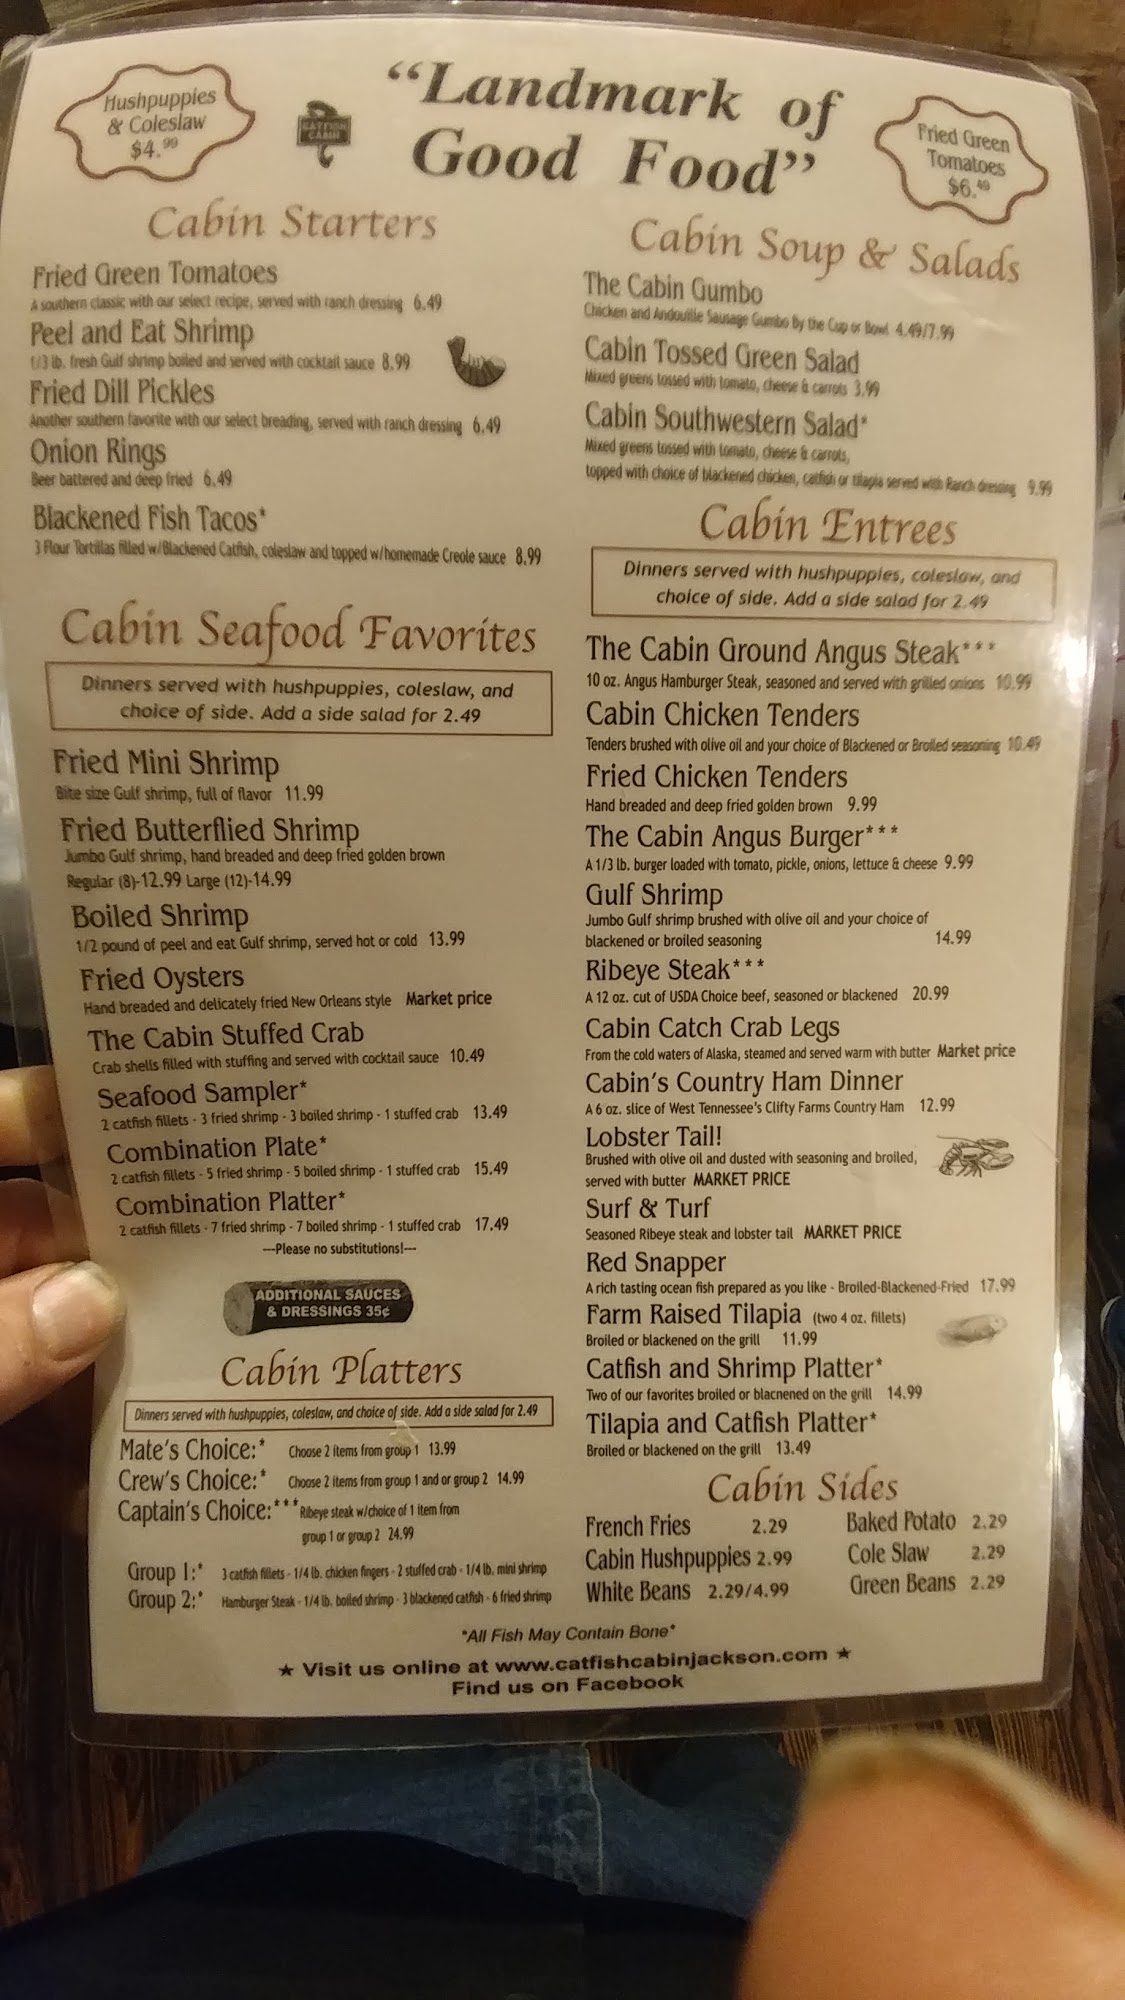 Hushpuppies
& Coleslaw
$4.99
CATFISH
CABIN
"Landmark of
Good Food"
Fried Green
Tomatoes
$6.49
Cabin Starters
Fried Green Tomatoes
A southern classic with our select recipe, served with ranch dressing 6.49
Peel and Eat Shrimp
1/3 lb. fresh Gulf shrimp boiled and served with cocktail sauce 8.99
Fried Dill Pickles
Another southern favorite with our select breading, served with ranch dressing 6.49
Onion Rings
Beer battered and deep fried 6.49
Blackened Fish Tacos*
3 Flour Tortillas filled w/Blackened Catfish, coleslaw and topped w/homemade Creole sauce 8.99
Cabin Seafood Favorites
Dinners served with hushpuppies, coleslaw, and
choice of side. Add a side salad for 2.49
Fried Mini Shrimp
Bite size Gulf shrimp, full of flavor 11.99
Fried Butterflied Shrimp
Jumbo Gulf shrimp, hand breaded and deep fried golden brown
Regular (8)-12.99 Large (12)-14.99
Boiled Shrimp
1/2 pound of peel and eat Gulf shrimp, served hot or cold 13.99
Fried Oysters
Hand breaded and delicately fried New Orleans style Market price
The Cabin Stuffed Crab
Crab shells filled with stuffing and served with cocktail sauce 10.49
Seafood Sampler*
2 catfish fillets - 3 fried shrimp - 3 boiled shrimp - 1 stuffed crab 13.49
Combination Plate*
2 catfish fillets - 5 fried shrimp - 5 boiled shrimp - 1 stuffed crab 15.49
Combination Platter*
2 catfish fillets - 7 fried shrimp - 7 boiled shrimp - 1 stuffed crab 17.49
---Please no substitutions!---
ADDITIONAL SAUCES
& DRESSINGS 35¢
Cabin Platters
Dinners served with hushpuppies, coleslaw, and choice of side. Add a side salad for 2.49
Mate's Choice:* Choose 2 items from group 1 13.99
Crew's Choice:* Choose 2 items from group 1 and or group 2 14.99
Captain's Choice:*** Ribeye steak w/choice of 1 item from
group 1 or group 2 24.99
Group 1:* 3 catfish fillets - 1/4 lb. chicken fingers - 2 stuffed crab - 1/4 lb. mini shrimp
Group 2:* Hamburger Steak - 1/4 lb. boiled shrimp - 3 blackened catfish - 6 fried shrimp
Cabin Soup & Salads
The Cabin Gumbo
Chicken and Andouille Sausage Gumbo By the Cup or Bowl 4.49/7.99
Cabin Tossed Green Salad
Mixed greens tossed with tomato, cheese & carrots 3.99
Cabin Southwestern Salad*
Mixed greens tossed with tomato, cheese & carrots,
topped with choice of blackened chicken, catfish or tilapia served with Ranch dressing 9.99
Cabin Entrees
Dinners served with hushpuppies, coleslaw, and
choice of side. Add a side salad for 2.49
The Cabin Ground Angus Steak***
10 oz. Angus Hamburger Steak, seasoned and served with grilled onions 10.99
Cabin Chicken Tenders
Tenders brushed with olive oil and your choice of Blackened or Broiled seasoning 10.49
Fried Chicken Tenders
Hand breaded and deep fried golden brown 9.99
The Cabin Angus Burger***
A 1/3 lb. burger loaded with tomato, pickle, onions, lettuce & cheese 9.99
Gulf Shrimp
Jumbo Gulf shrimp brushed with olive oil and your choice of
blackened or broiled seasoning 14.99
Ribeye Steak***
A 12 oz. cut of USDA Choice beef, seasoned or blackened 20.99
Cabin Catch Crab Legs
From the cold waters of Alaska, steamed and served warm with butter Market price
Cabin's Country Ham Dinner
A 6 oz. slice of West Tennessee's Clifty Farms Country Ham 12.99
Lobster Tail!
Brushed with olive oil and dusted with seasoning and broiled,
served with butter MARKET PRICE
Surf & Turf
Seasoned Ribeye steak and lobster tail MARKET PRICE
Red Snapper
A rich tasting ocean fish prepared as you like - Broiled-Blackened-Fried 17.99
Farm Raised Tilapia (two 4 oz. fillets)
Broiled or blackened on the grill 11.99
Catfish and Shrimp Platter*
Two of our favorites broiled or blacnened on the grill 14.99
Tilapia and Catfish Platter*
Broiled or blackened on the grill 13.49
Cabin Sides
French Fries 2.29 Baked Potato 2.29
Cabin Hushpuppies 2.99 Cole Slaw 2.29
White Beans 2.29/4.99 Green Beans 2.29
*All Fish May Contain Bone*
★ Visit us online at www.catfishcabinjackson.com ★
Find us on Facebook